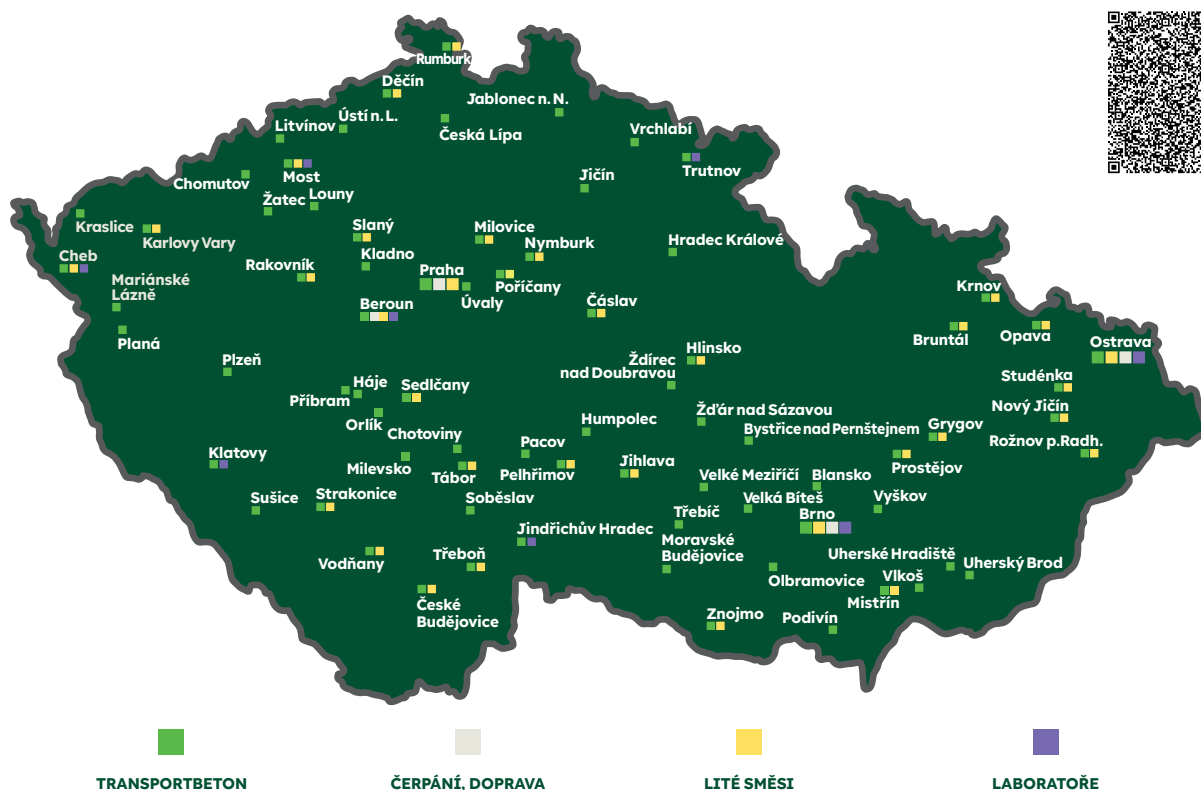 Rumburk
Děčín
Jablonec n. N.
Ústí n. L.
Litvínov
Česká Lípa
Vrchlabí
Most
Trutnov
Chomutov
Jičín
Žatec
Louny
Kraslice
Slaný
Milovice
Karlovy Vary
Nymburk
Hradec Králové
Cheb
Kladno
Rakovník
Praha
Mariánské
Lázně
Poříčany
Krnov
Beroun
Úvaly
Čáslav
Planá
Bruntál
Opava
Ostrava
Hlinsko
Plzeň
Ždírec
nad Doubravou
Studénka
Háje
Sedlčany
Příbram
Nový Jičín
Žďár nad Sázavou
Orlík
Humpolec
Grygov
Bystřice nad Pernštejnem
Chotoviny
Pacov
Rožnov p.Radh.
Klatovy
Jihlava
Milevsko
Prostějov
Tábor
Pelhřimov
Velké Meziříčí
Blansko
Sušice
Strakonice
Soběslav
Velká Bíteš
Vyškov
Třebíč
Brno
Jindřichův Hradec
Moravské
Budějovice
Vodňany
Třeboň
Uherské Hradiště
Uherský Brod
Olbramovice
Vlkoš
České
Budějovice
Mistřín
Znojmo
Podivín
TRANSPORTBETON
ČERPÁNÍ, DOPRAVA
LITÉ SMĚSI
LABORATOŘE